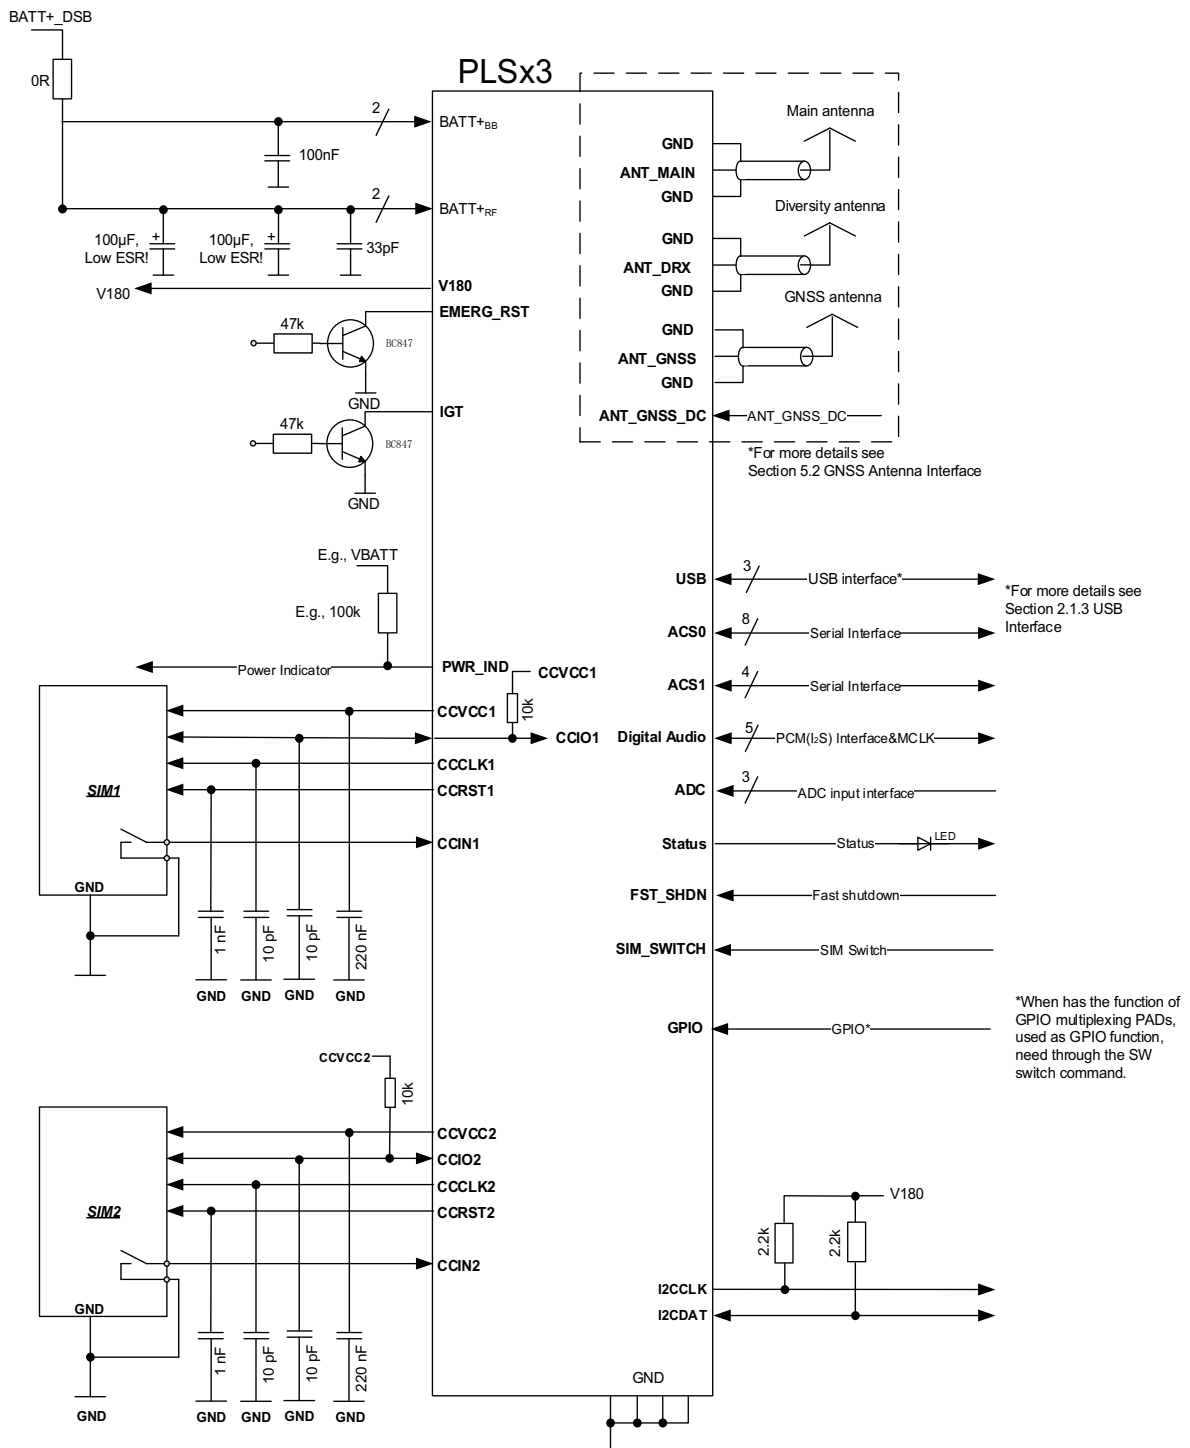 BATT+_DSB
0R
PLSx3
2
BATT+BB
100nF
2
BATT+RF
100µF,
Low ESR!
+
100µF,
Low ESR!
+
33pF
V180
V180
EMERG_RST
47k
BC847
GND
IGT
47k
BC847
GND
Main antenna
GND
ANT_MAIN
GND
Diversity antenna
GND
ANT_DRX
GND
GNSS antenna
GND
ANT_GNSS
GND
ANT_GNSS_DC
ANT_GNSS_DC
*For more details see
Section 5.2 GNSS Antenna Interface
E.g., VBATT
E.g., 100k
Power Indicator
PWR_IND
CCVCC1
10k
CCVCC1
CCIO1
CCCLK1
CCRST1
CCIN1
SIM1
GND
1 nF
10 pF
10 pF
220 nF
GND
GND
GND
GND
USB
3
USB interface*
*For more details see
Section 2.1.3 USB
Interface
ACS0
8
Serial Interface
ACS1
4
Serial Interface
Digital Audio
5
PCM(I2S) Interface&MCLK
ADC
3
ADC input interface
Status
Status
LED
FST_SHDN
Fast shutdown
SIM_SWITCH
SIM Switch
GPIO
GPIO*
*When has the function of
GPIO multiplexing PADs,
used as GPIO function,
need through the SW
switch command.
CCVCC2
10k
CCVCC2
CCIO2
CCCLK2
CCRST2
CCIN2
SIM2
GND
1 nF
10 pF
10 pF
220 nF
GND
GND
GND
GND
GND
V180
2.2k
2.2k
I2CCLK
I2CDAT
GND